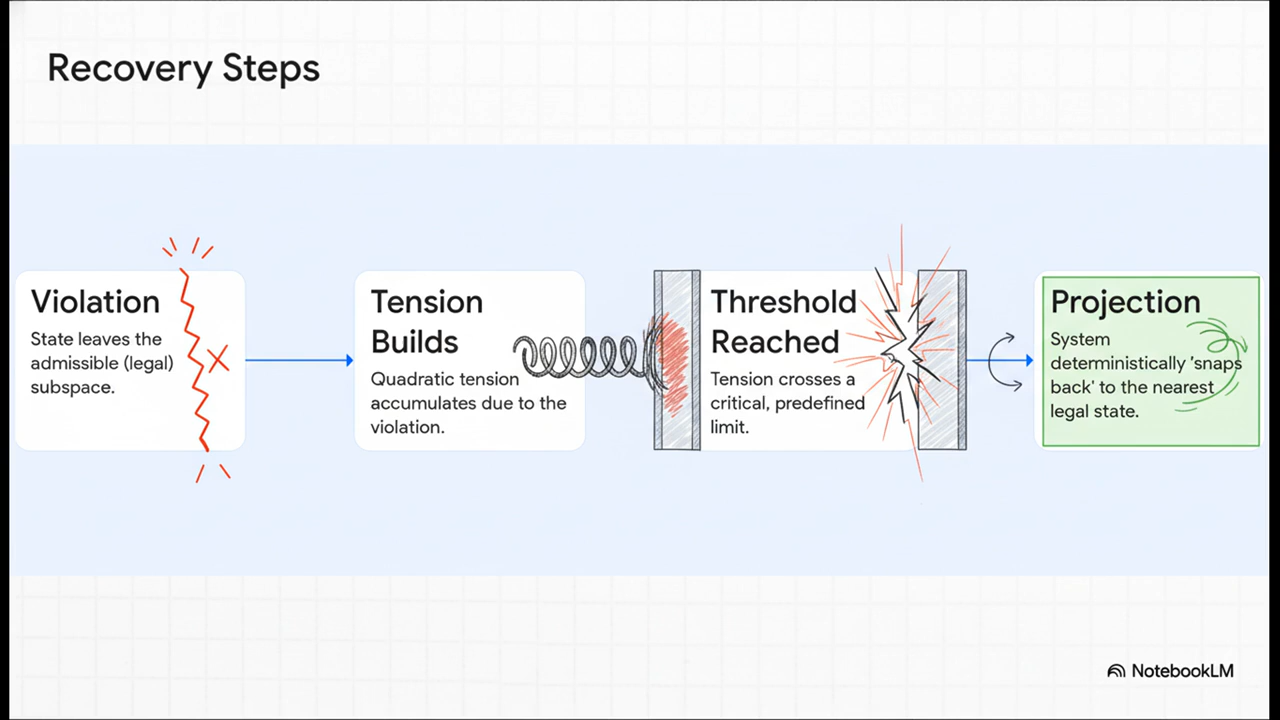 Recovery Steps
Violation
State leaves the
admissible (legal)
subspace.
Tension
Builds
Quadratic tension
accumulates due to the
violation.
Threshold
Reached
Tension crosses a
critical, predefined
limit.
Projection
System
deterministically 'snaps
back' to the nearest
legal state.
NotebookLM